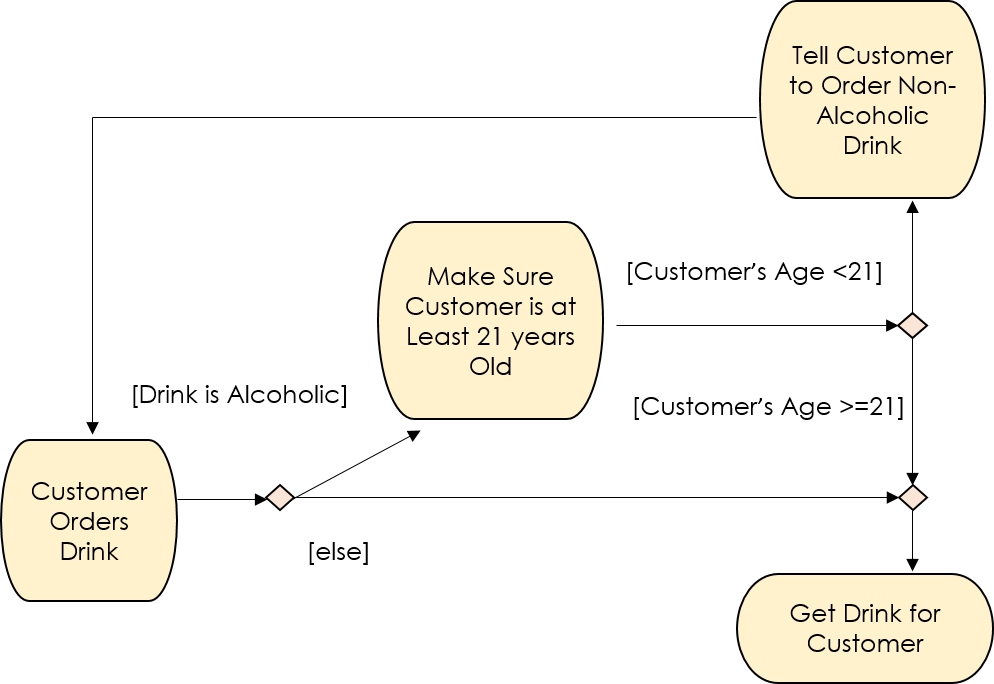 Tell Customer
to Order Non-
Alcoholic
Drink
Make Sure
Customer is at
Least 21 years
Old
[Customer's Age <21]
[Drink is Alcoholic]
[Customer's Age >=21]
Customer
Orders
Drink
[else]
Get Drink for
Customer